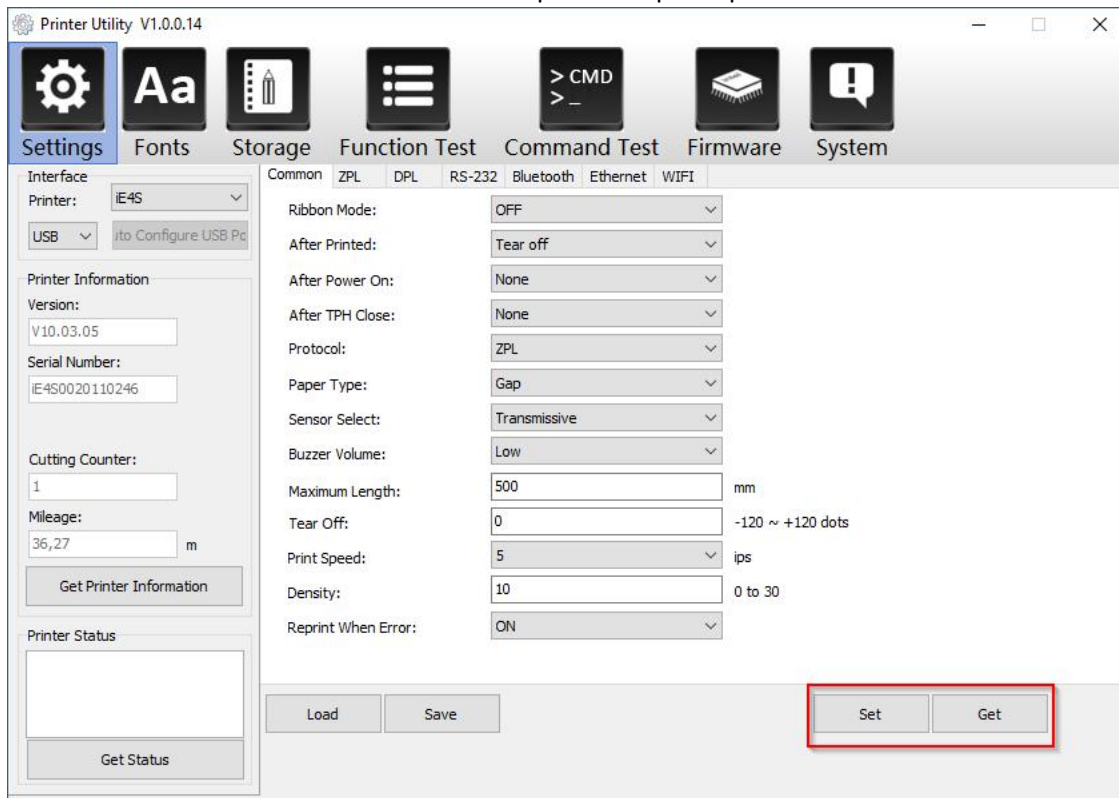 Printer Utility V1.0.0.14
Aa
> CMD
> _
Settings Fonts Storage Function Test Command Test Firmware System
Interface
Printer: iE4S
USB ito Configure USB Po
Printer Information
Version:
V10.03.05
Serial Number:
iE4S0020110246
Cutting Counter:
1
Mileage:
36,27 m
Get Printer Information
Printer Status
Get Status
Common ZPL DPL RS-232 Bluetooth Ethernet WIFI
Ribbon Mode: OFF
After Printed: Tear off
After Power On: None
After TPH Close: None
Protocol: ZPL
Paper Type: Gap
Sensor Select: Transmissive
Buzzer Volume: Low
Maximum Length: 500 mm
Tear Off: 0 -120 ~ +120 dots
Print Speed: 5 ips
Density: 10 0 to 30
Reprint When Error: ON
Load Save Set Get